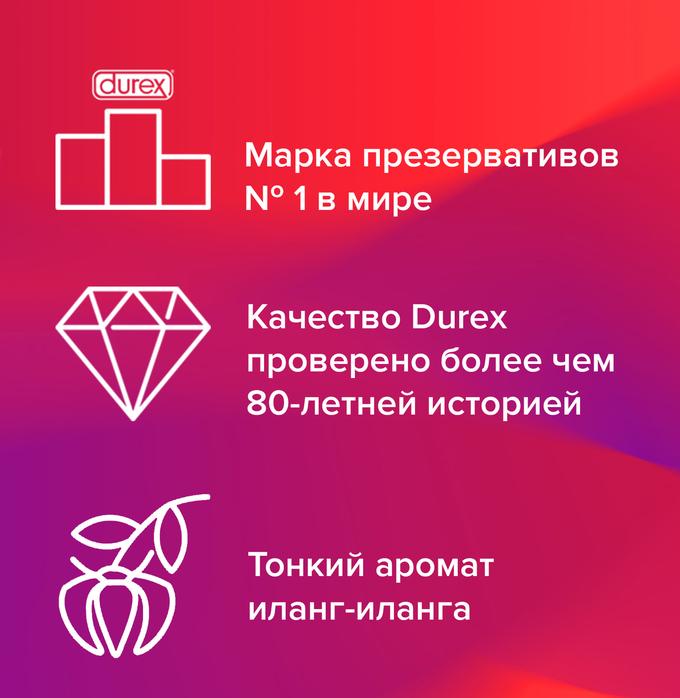 durex
Марка презервативов
№ 1 в мире
Качество Durex
проверено более чем
80-летней историей
Тонкий аромат
иланг-иланга